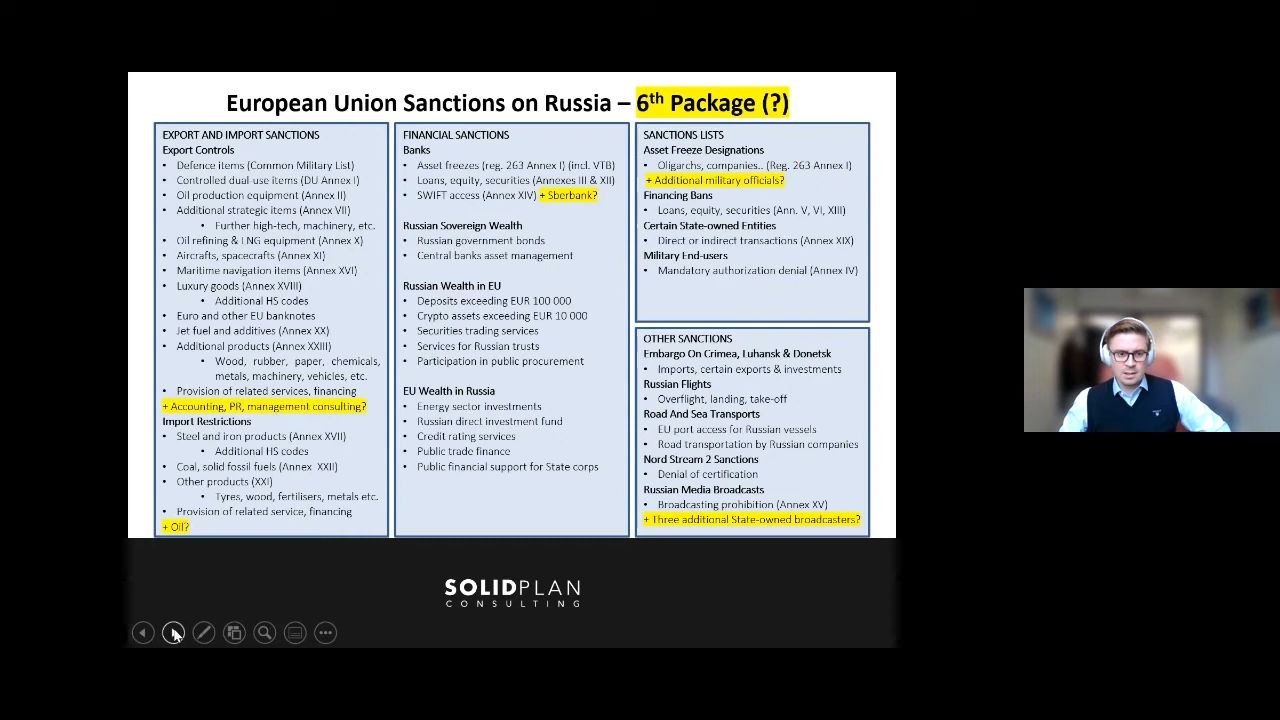 European Union Sanctions on Russia – 6th Package (?)
EXPORT AND IMPORT SANCTIONS
Export Controls
• Defence items (Common Military List)
• Controlled dual-use items (DU Annex I)
• Oil production equipment (Annex II)
• Additional strategic items (Annex VII)
• Further high-tech, machinery, etc.
• Oil refining & LNG equipment (Annex X)
• Aircrafts, spacecrafts (Annex XI)
• Maritime navigation items (Annex XVI)
• Luxury goods (Annex XVIII)
• Additional HS codes
• Euro and other EU banknotes
• Jet fuel and additives (Annex XX)
• Additional products (Annex XXIII)
• Wood, rubber, paper, chemicals,
metals, machinery, vehicles, etc.
• Provision of related services, financing
+ Accounting, PR, management consulting?
Import Restrictions
• Steel and iron products (Annex XVII)
• Additional HS codes
• Coal, solid fossil fuels (Annex XXII)
• Other products (XXI)
• Tyres, wood, fertilisers, metals etc.
• Provision of related service, financing
+ Oil?
FINANCIAL SANCTIONS
Banks
• Asset freezes (reg. 263 Annex I) (incl. VTB)
• Loans, equity, securities (Annexes III & XII)
• SWIFT access (Annex XIV) + Sberbank?
Russian Sovereign Wealth
• Russian government bonds
• Central banks asset management
Russian Wealth in EU
• Deposits exceeding EUR 100 000
• Crypto assets exceeding EUR 10 000
• Securities trading services
• Services for Russian trusts
• Participation in public procurement
EU Wealth in Russia
• Energy sector investments
• Russian direct investment fund
• Credit rating services
• Public trade finance
• Public financial support for State corps
SANCTIONS LISTS
Asset Freeze Designations
• Oligarchs, companies.. (Reg. 263 Annex I)
+ Additional military officials?
Financing Bans
• Loans, equity, securities (Ann. V, VI, XIII)
Certain State-owned Entities
• Direct or indirect transactions (Annex XIX)
Military End-users
• Mandatory authorization denial (Annex IV)
OTHER SANCTIONS
Embargo On Crimea, Luhansk & Donetsk
• Imports, certain exports & investments
Russian Flights
• Overflight, landing, take-off
Road And Sea Transports
• EU port access for Russian vessels
• Road transportation by Russian companies
Nord Stream 2 Sanctions
• Denial of certification
Russian Media Broadcasts
• Broadcasting prohibition (Annex XV)
+ Three additional State-owned broadcasters?
SOLIDPLAN
CONSULTING